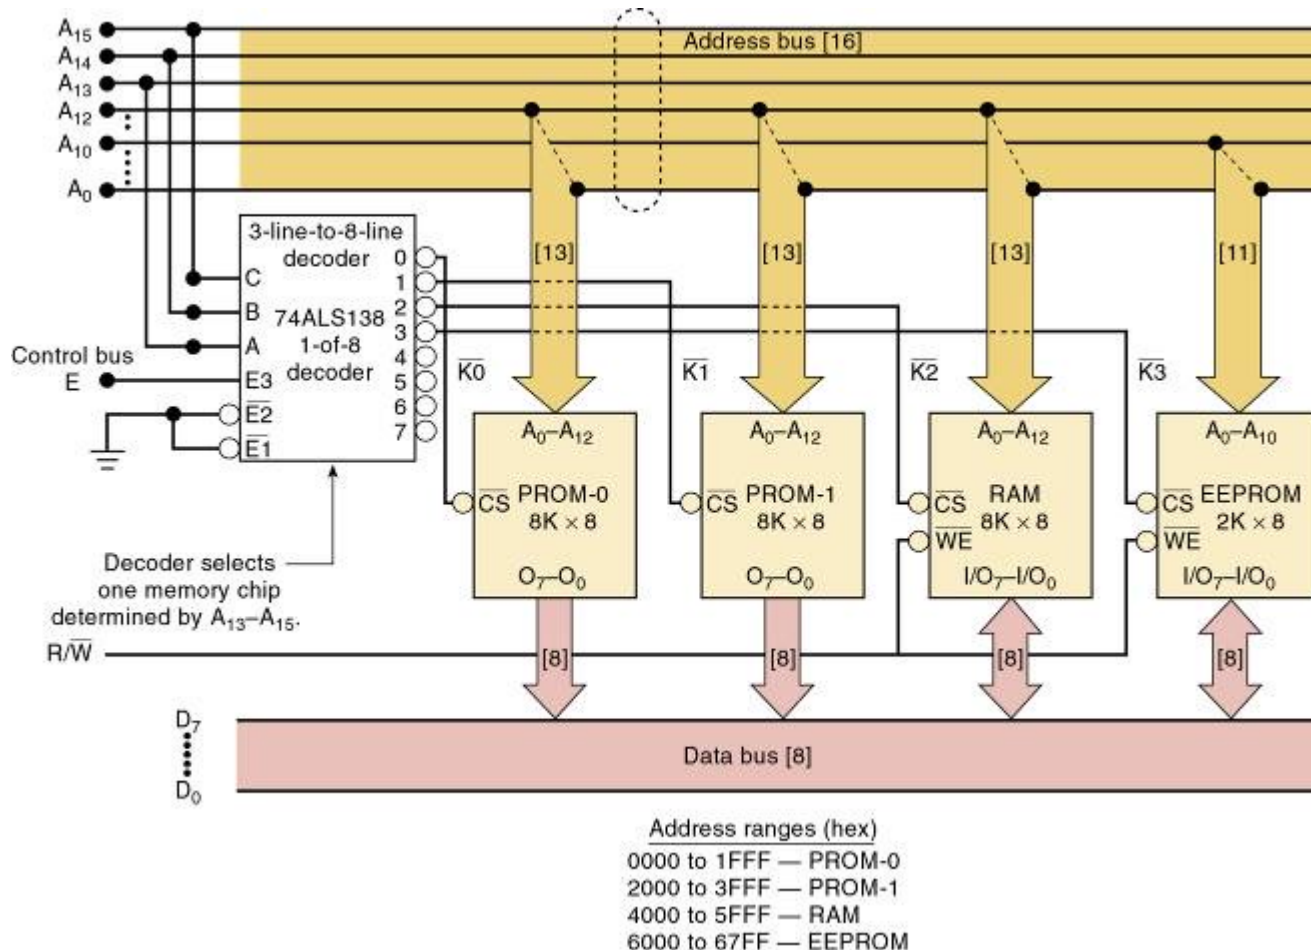 A15
A14
A13
A12
A10
A0
Address bus [16]
3-line-to-8-line
decoder
74ALS138
1-of-8
decoder
C
B
A
E3
E2
E1
0
1
2
3
4
5
6
7
Control bus
E
[13]
[13]
[13]
[11]
K0
K1
K2
K3
A0–A12
CS PROM-0
8K × 8
O7–O0
A0–A12
CS PROM-1
8K × 8
O7–O0
A0–A12
CS RAM
8K × 8
WE
I/O7–I/O0
A0–A10
CS EEPROM
2K × 8
WE
I/O7–I/O0
Decoder selects
one memory chip
determined by A13–A15.
R/W
[8]
[8]
[8]
[8]
D7
Data bus [8]
D0
Address ranges (hex)
0000 to 1FFF — PROM-0
2000 to 3FFF — PROM-1
4000 to 5FFF — RAM
6000 to 67FF — EEPROM